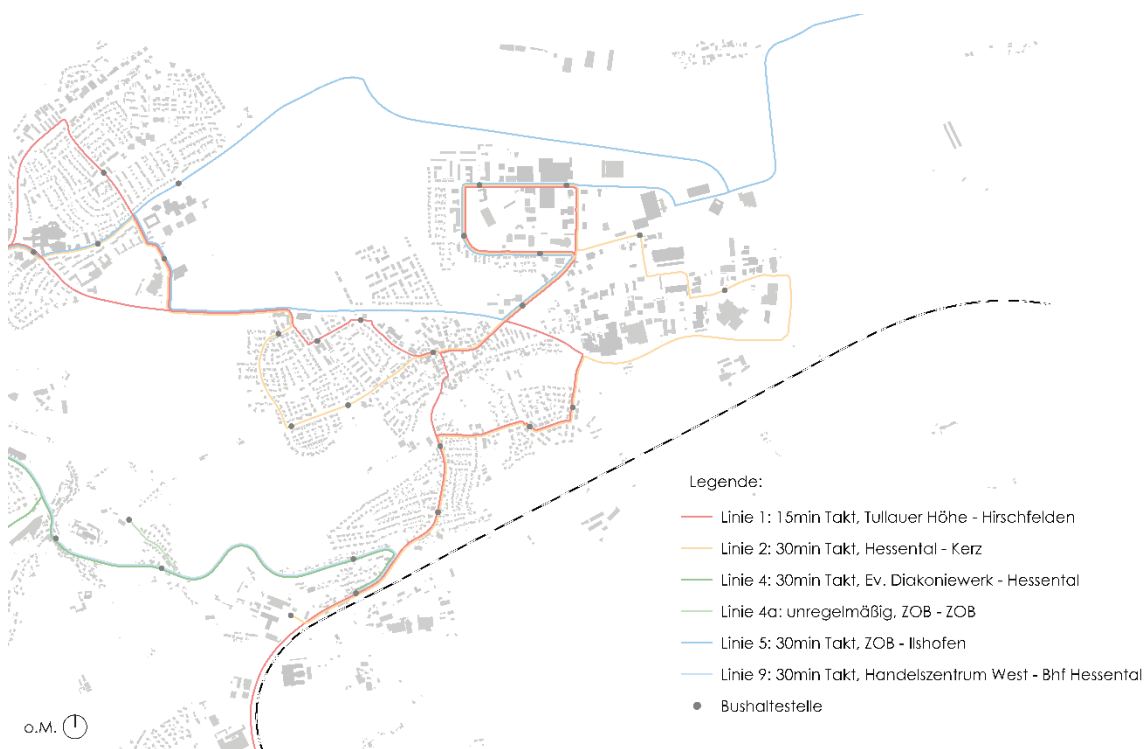 Legende:
Linie 1: 15min Takt, Tullauer Höhe - Hirschfelden
Linie 2: 30min Takt, Hessental - Kerz
Linie 4: 30min Takt, Ev. Diakoniewerk - Hessental
Linie 4a: unregelmäßig, ZOB - ZOB
Linie 5: 30min Takt, ZOB - Ilshofen
Linie 9: 30min Takt, Handelszentrum West - Bhf Hessental
Bushaltestelle
o.M.